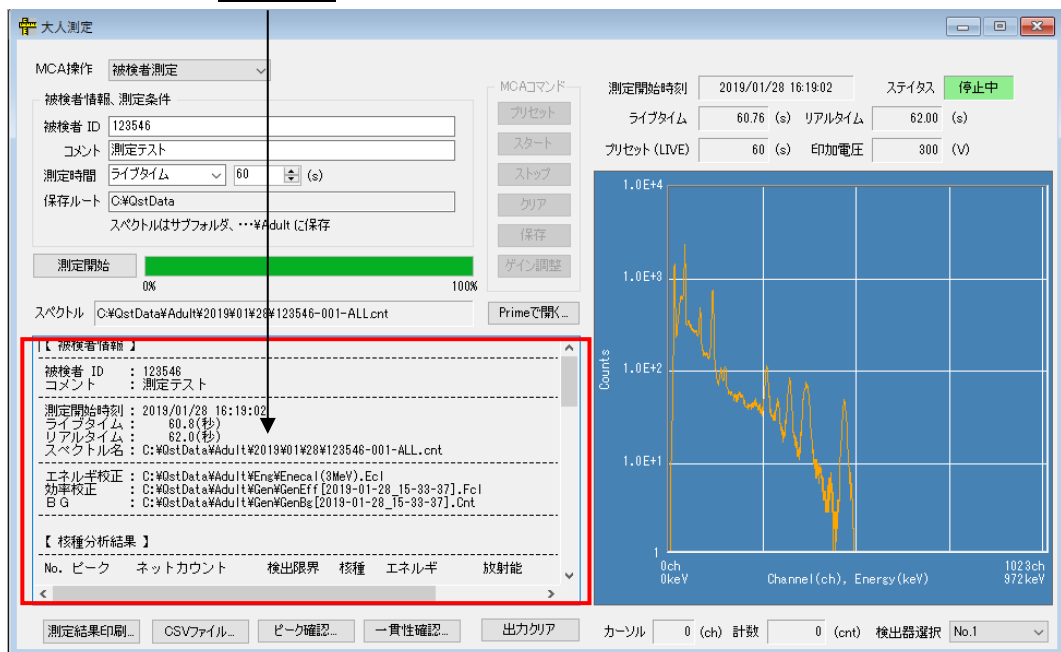 大人測定
MCA操作 被検者測定
被検者情報、測定条件
被検者 ID 123546
コメント 測定テスト
測定時間 ライブタイム 60 (s)
保存ルート C:¥QstData
スペクトルはサブフォルダ、・・・¥Adult に保存
測定開始
0% 100%
スペクトル C:¥QstData¥Adult¥2019¥01¥28¥123546-001-ALL.cnt
MCAコマンド
プリセット
スタート
ストップ
クリア
保存
ゲイン調整
Primeで開く...
測定開始時刻 2019/01/28 16:19:02 ステイタス 停止中
ライブタイム 60.76 (s) リアルタイム 62.00 (s)
プリセット(LIVE) 60 (s) 印加電圧 300 (V)
【 被検者情報 】
被検者 ID : 123546
コメント : 測定テスト
測定開始時刻 : 2019/01/28 16:19:02
ライブタイム : 60.8(秒)
リアルタイム : 62.0(秒)
スペクトル名 : C:¥QstData¥Adult¥2019¥01¥28¥123546-001-ALL.cnt
エネルギ校正 : C:¥QstData¥Adult¥Eng¥Enecal(3MeV).Ecl
効率校正 : C:¥QstData¥Adult¥Gen¥GenEff[2019-01-28_15-33-37].Fcl
BG : C:¥QstData¥Adult¥Gen¥GenBg[2019-01-28_15-33-37].Cnt
【 核種分析結果 】
No. ピーク ネットカウント 検出限界 核種 エネルギ 放射能
1.0E+4
1.0E+3
1.0E+2
1.0E+1
1
Counts
0ch 1023ch
0keV Channel(ch), Energy(keV) 972keV
測定結果印刷... CSVファイル... ピーク確認... 一貫性確認... 出力クリア
カーソル 0 (ch) 計数 0 (cnt) 検出器選択 No.1